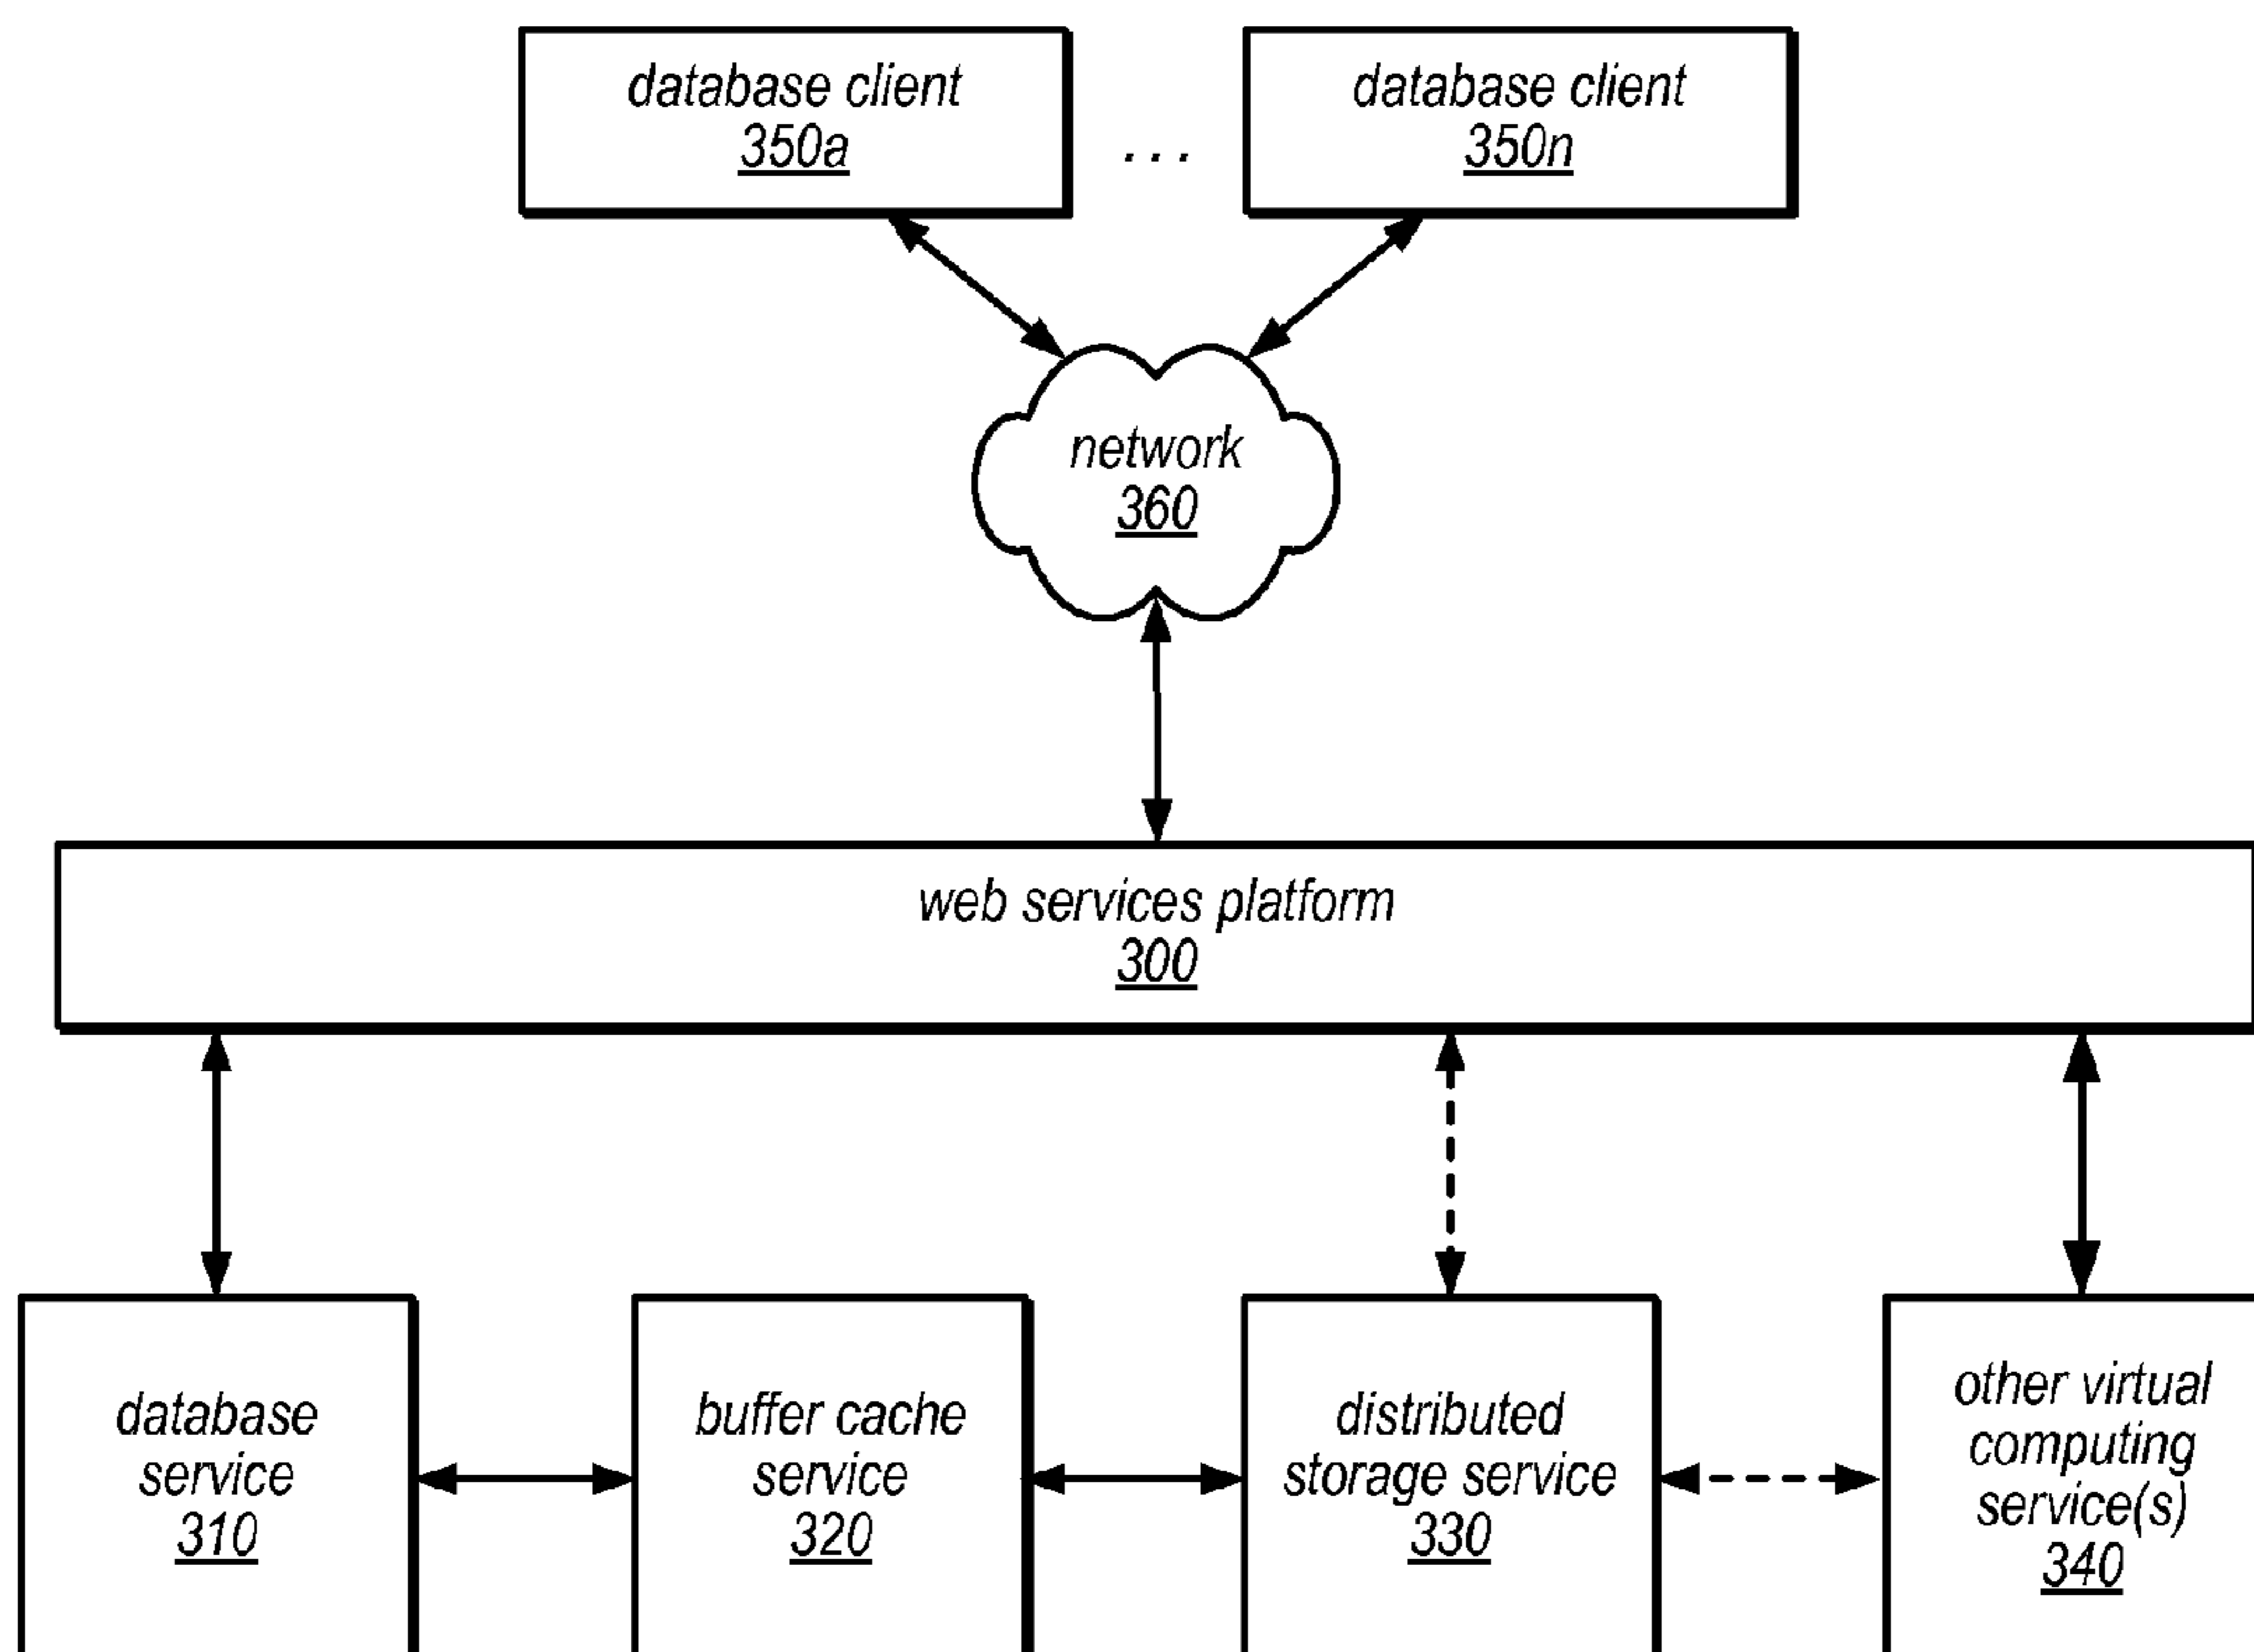 database client
350a
...
database client
350n
network
360
web services platform
300
database
service
310
buffer cache
service
320
distributed
storage service
330
other virtual
computing
service(s)
340